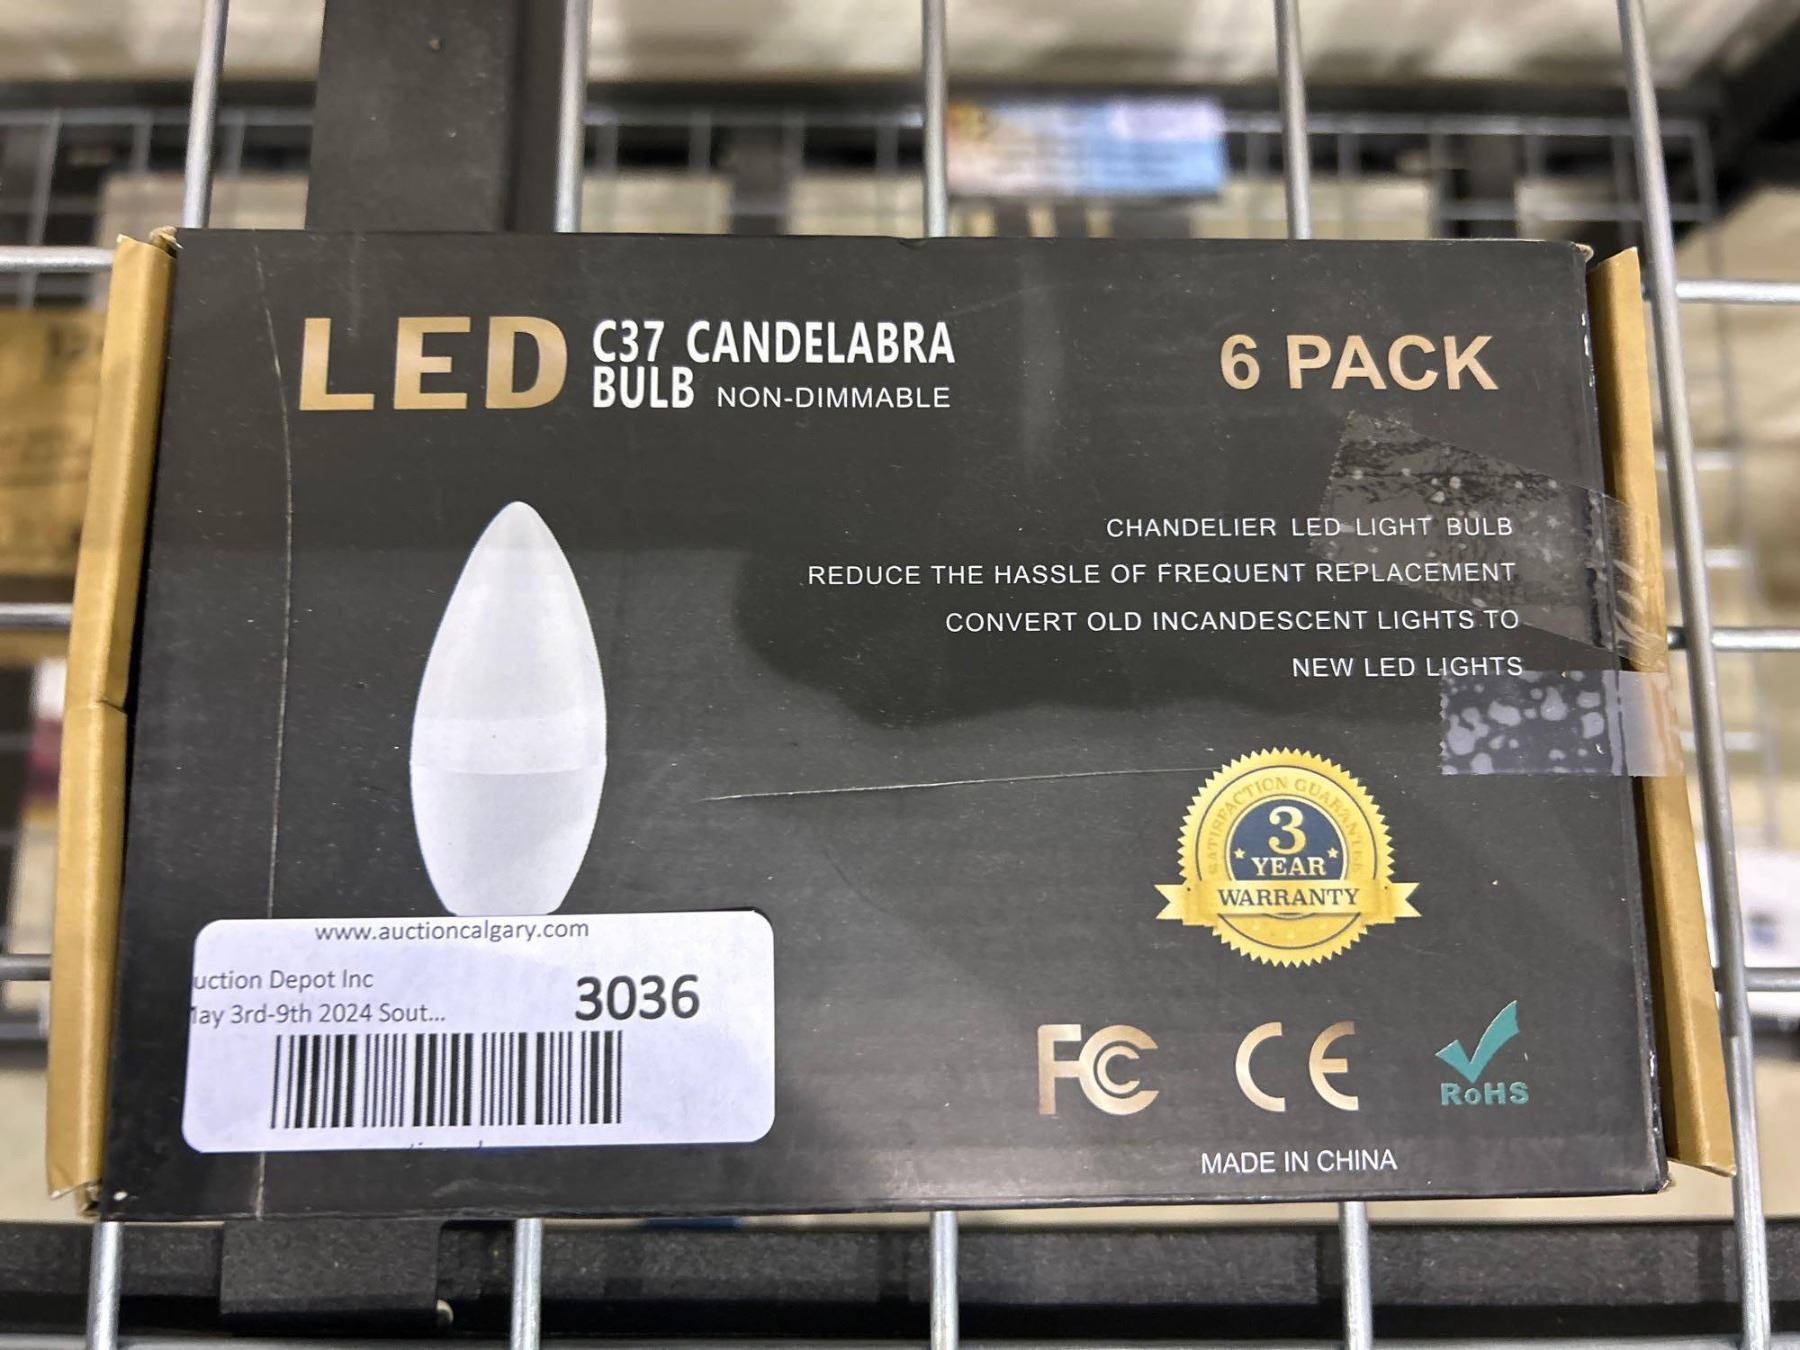 LED C37 CANDELABRA
BULB NON-DIMMABLE
6 PACK
CHANDELIER LED LIGHT BULB
REDUCE THE HASSLE OF FREQUENT REPLACEMENT
CONVERT OLD INCANDESCENT LIGHTS TO
NEW LED LIGHTS
SATISFACTION GUARANTEE
3
YEAR
WARRANTY
www.auctioncalgary.com
uction Depot Inc
3036
ay 3rd-9th 2024 Sout...
FC CE RoHS
MADE IN CHINA